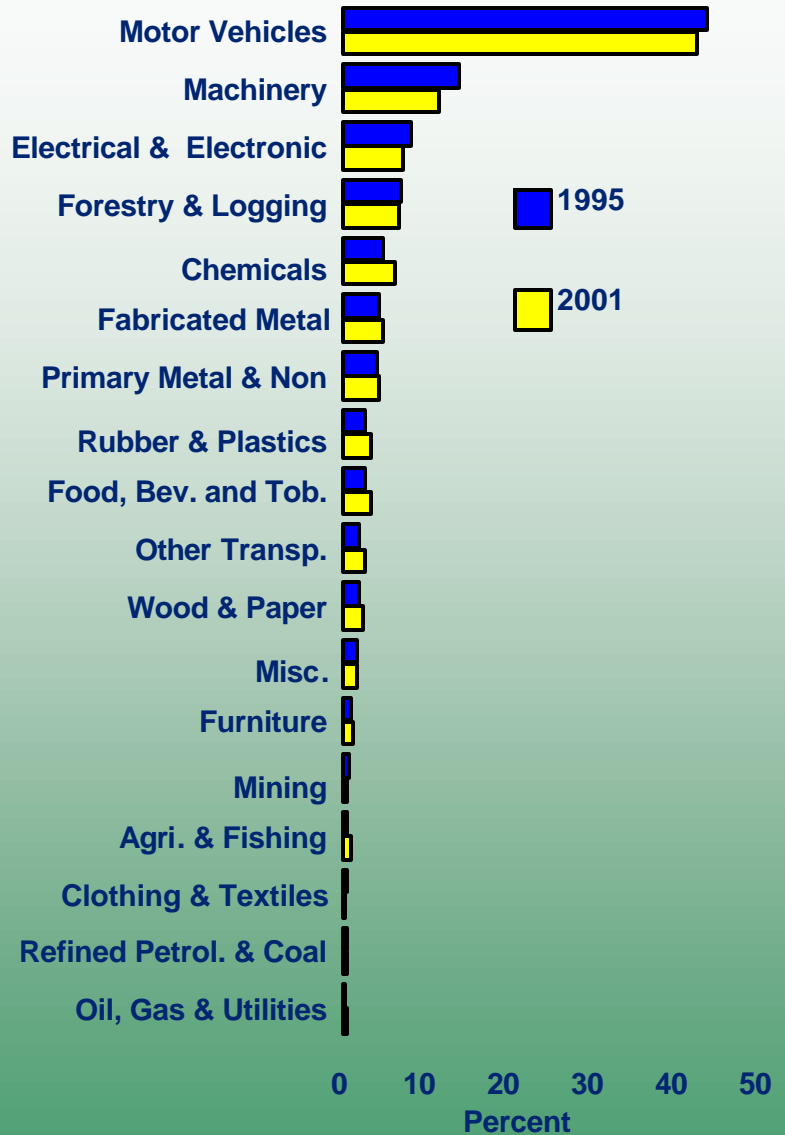 Motor Vehicles
Machinery
Electrical &  Electronic
Forestry & Logging
1995
Chemicals
2001
Fabricated Metal
Primary Metal & Non
Rubber & Plastics
Food, Bev. and Tob.
Other Transp.
Wood & Paper
Misc.
Furniture
Mining
Agri. & Fishing
Clothing & Textiles
Refined Petrol. & Coal
Oil, Gas & Utilities
0 10 20 30 40 50
Percent